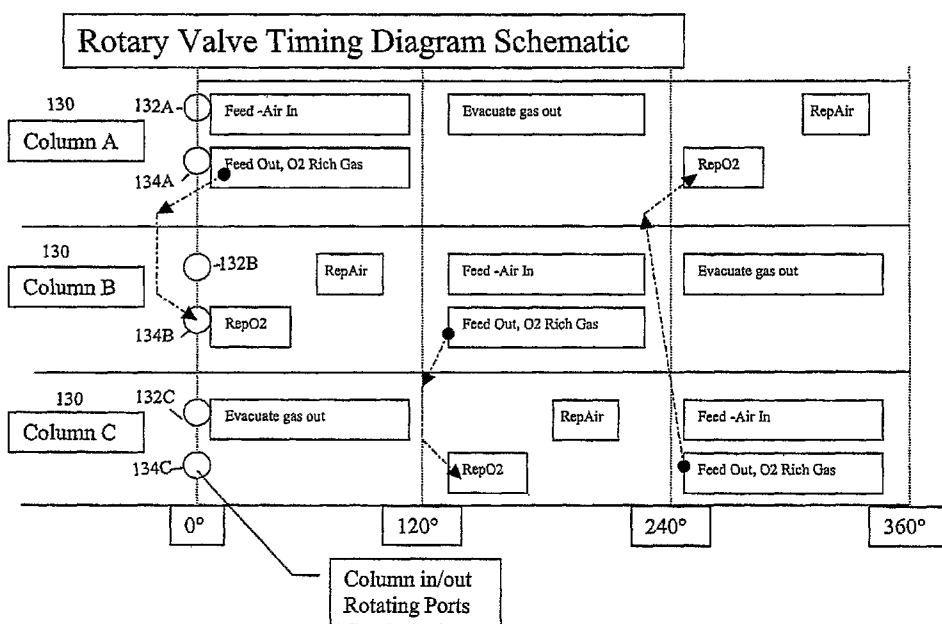 Rotary Valve Timing Diagram Schematic
130
Column A
132A
134A
Feed -Air In
Evacuate gas out
RepAir
Feed Out, O2 Rich Gas
RepO2
130
Column B
132B
134B
RepAir
Feed -Air In
Evacuate gas out
RepO2
Feed Out, O2 Rich Gas
130
Column C
132C
134C
Evacuate gas out
RepAir
Feed -Air In
RepO2
Feed Out, O2 Rich Gas
0°
120°
240°
360°
Column in/out
Rotating Ports